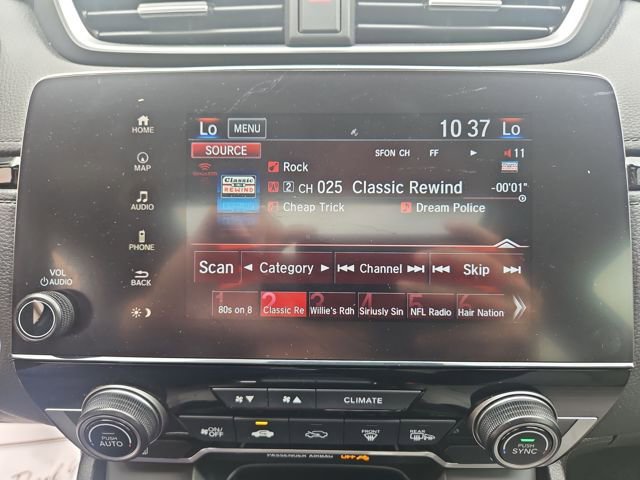 Lo MENU 10 37 Lo
SOURCE SFON CH FF 11
HOME
Rock
MAP
Classic REWIND
2 CH 025 Classic Rewind -00'01"
AUDIO
Cheap Trick Dream Police
PHONE
Scan Category Channel Skip
BACK
VOL
AUDIO
1 2 3 4 5 6
80s on 8 Classic Re Willie's Rdh Siriusly Sin NFL Radio Hair Nation
CLIMATE
ON/OFF FRONT REAR
PUSH AUTO
PUSH SYNC
PASSENGER AIRBAG OFF